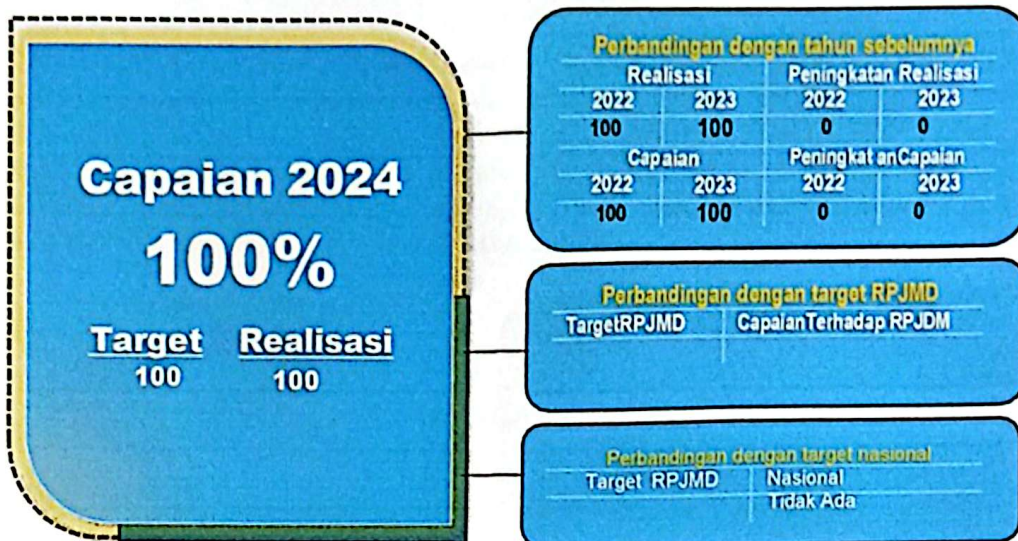 Capaian 2024
100%
Target Realisasi
100 100
Perbandingan dengan tahun sebelumnya
Realisasi Peningkatan Realisasi
2022 2023 2022 2023
100 100 0 0
Capaian Peningkat anCapaian
2022 2023 2022 2023
100 100 0 0
Perbandingan dengan target RPJMD
TargetRPJMD CapaianTerhadap RPJDM
Perbandingan dengan target nasional
Target RPJMD Nasional
Tidak Ada